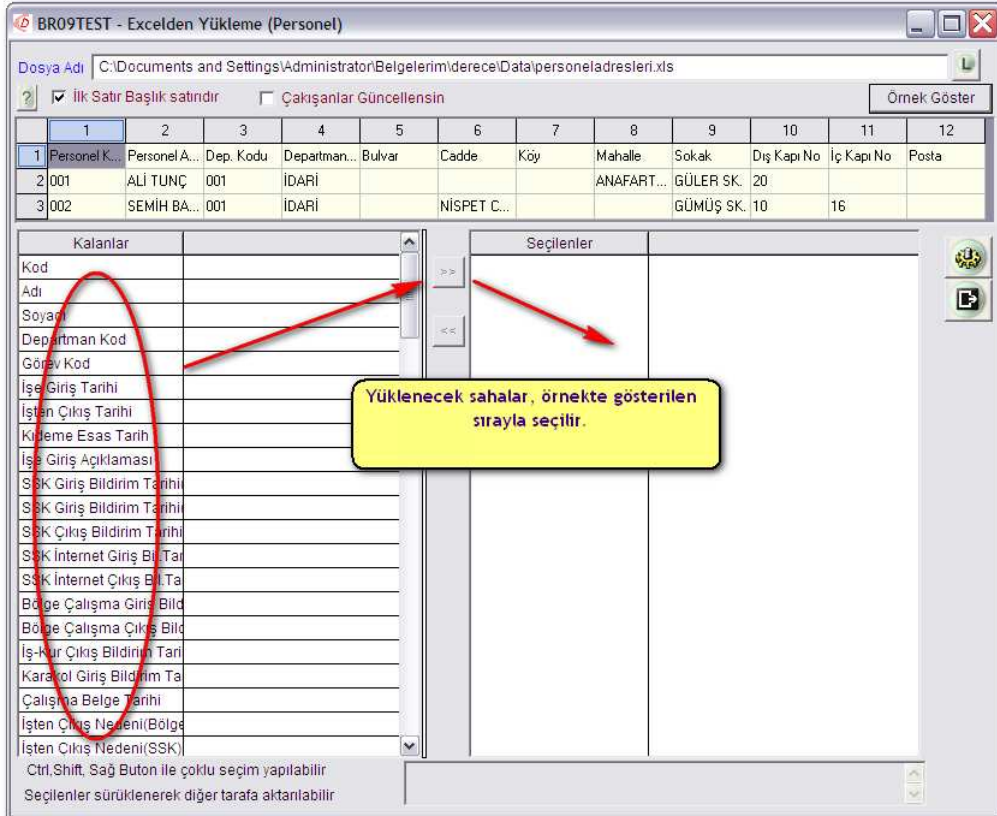 BR09TEST - Excelden Yükleme (Personel)
Dosya Adı C:\Documents and Settings\Administrator\Belgelerim\derece\Data\personeladresleri.xls
İlk Satır Başlık satırıdır Çakışanlar Güncellensin Örnek Göster
1 2 3 4 5 6 7 8 9 10 11 12
1 Personel K... Personel A... Dep. Kodu Departman... Bulvar Cadde Köy Mahalle Sokak Dış Kapı No İç Kapı No Posta
2 001 ALİ TUNÇ 001 İDARİ ANAFART... GÜLER SK. 20
3 002 SEMİH BA... 001 İDARİ NİSPET C... GÜMÜŞ SK. 10 16
Kalanlar >> Seçilenler
Kod
Adı
Soyadı <<
Departman Kod
Görev Kod
İşe Giriş Tarihi
İşten Çıkış Tarihi
Kıdeme Esas Tarih
İşe Giriş Açıklaması
Yüklenecek sahalar, örnekte gösterilen
sırayla seçilir.
SSK Giriş Bildirim Tarihi
SSK Giriş Bildirim Tarihi
SSK Çıkış Bildirim Tarihi
SSK İnternet Giriş Bil.Tar
SSK İnternet Çıkış Bil.Ta
Bölge Çalışma Giriş Bild
Bölge Çalışma Çıkış Bild
İş-Kur Çıkış Bildirim Tari
Karakol Giriş Bildirim Ta
Çalışma Belge Tarihi
İşten Çıkış Nedeni(Bölge
İşten Çıkış Nedeni(SSK)
Ctrl,Shift, Sağ Buton ile çoklu seçim yapılabilir
Seçilenler sürüklenerek diğer tarafa aktarılabilir